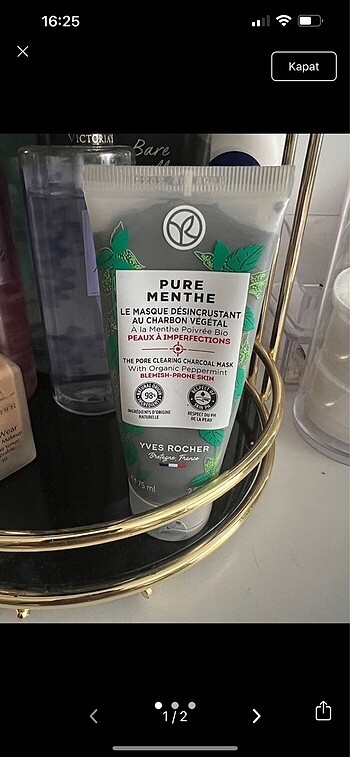 16:25
Kapat
VICTORIA
Bare
PURE
MENTHE
LE MASQUE DÉSINCRUSTANT
AU CHARBON VÉGÉTAL
À la Menthe Poivrée Bio
PEAUX À IMPERFECTIONS
THE PORE CLEARING CHARCOAL MASK
With Organic Peppermint
BLEMISH-PRONE SKIN
98%
INGRÉDIENTS D'ORIGINE
NATURELLE
RESPECT DU PH
DE LA PEAU
YVES ROCHER
Bretagne, France
75 ml
1/2